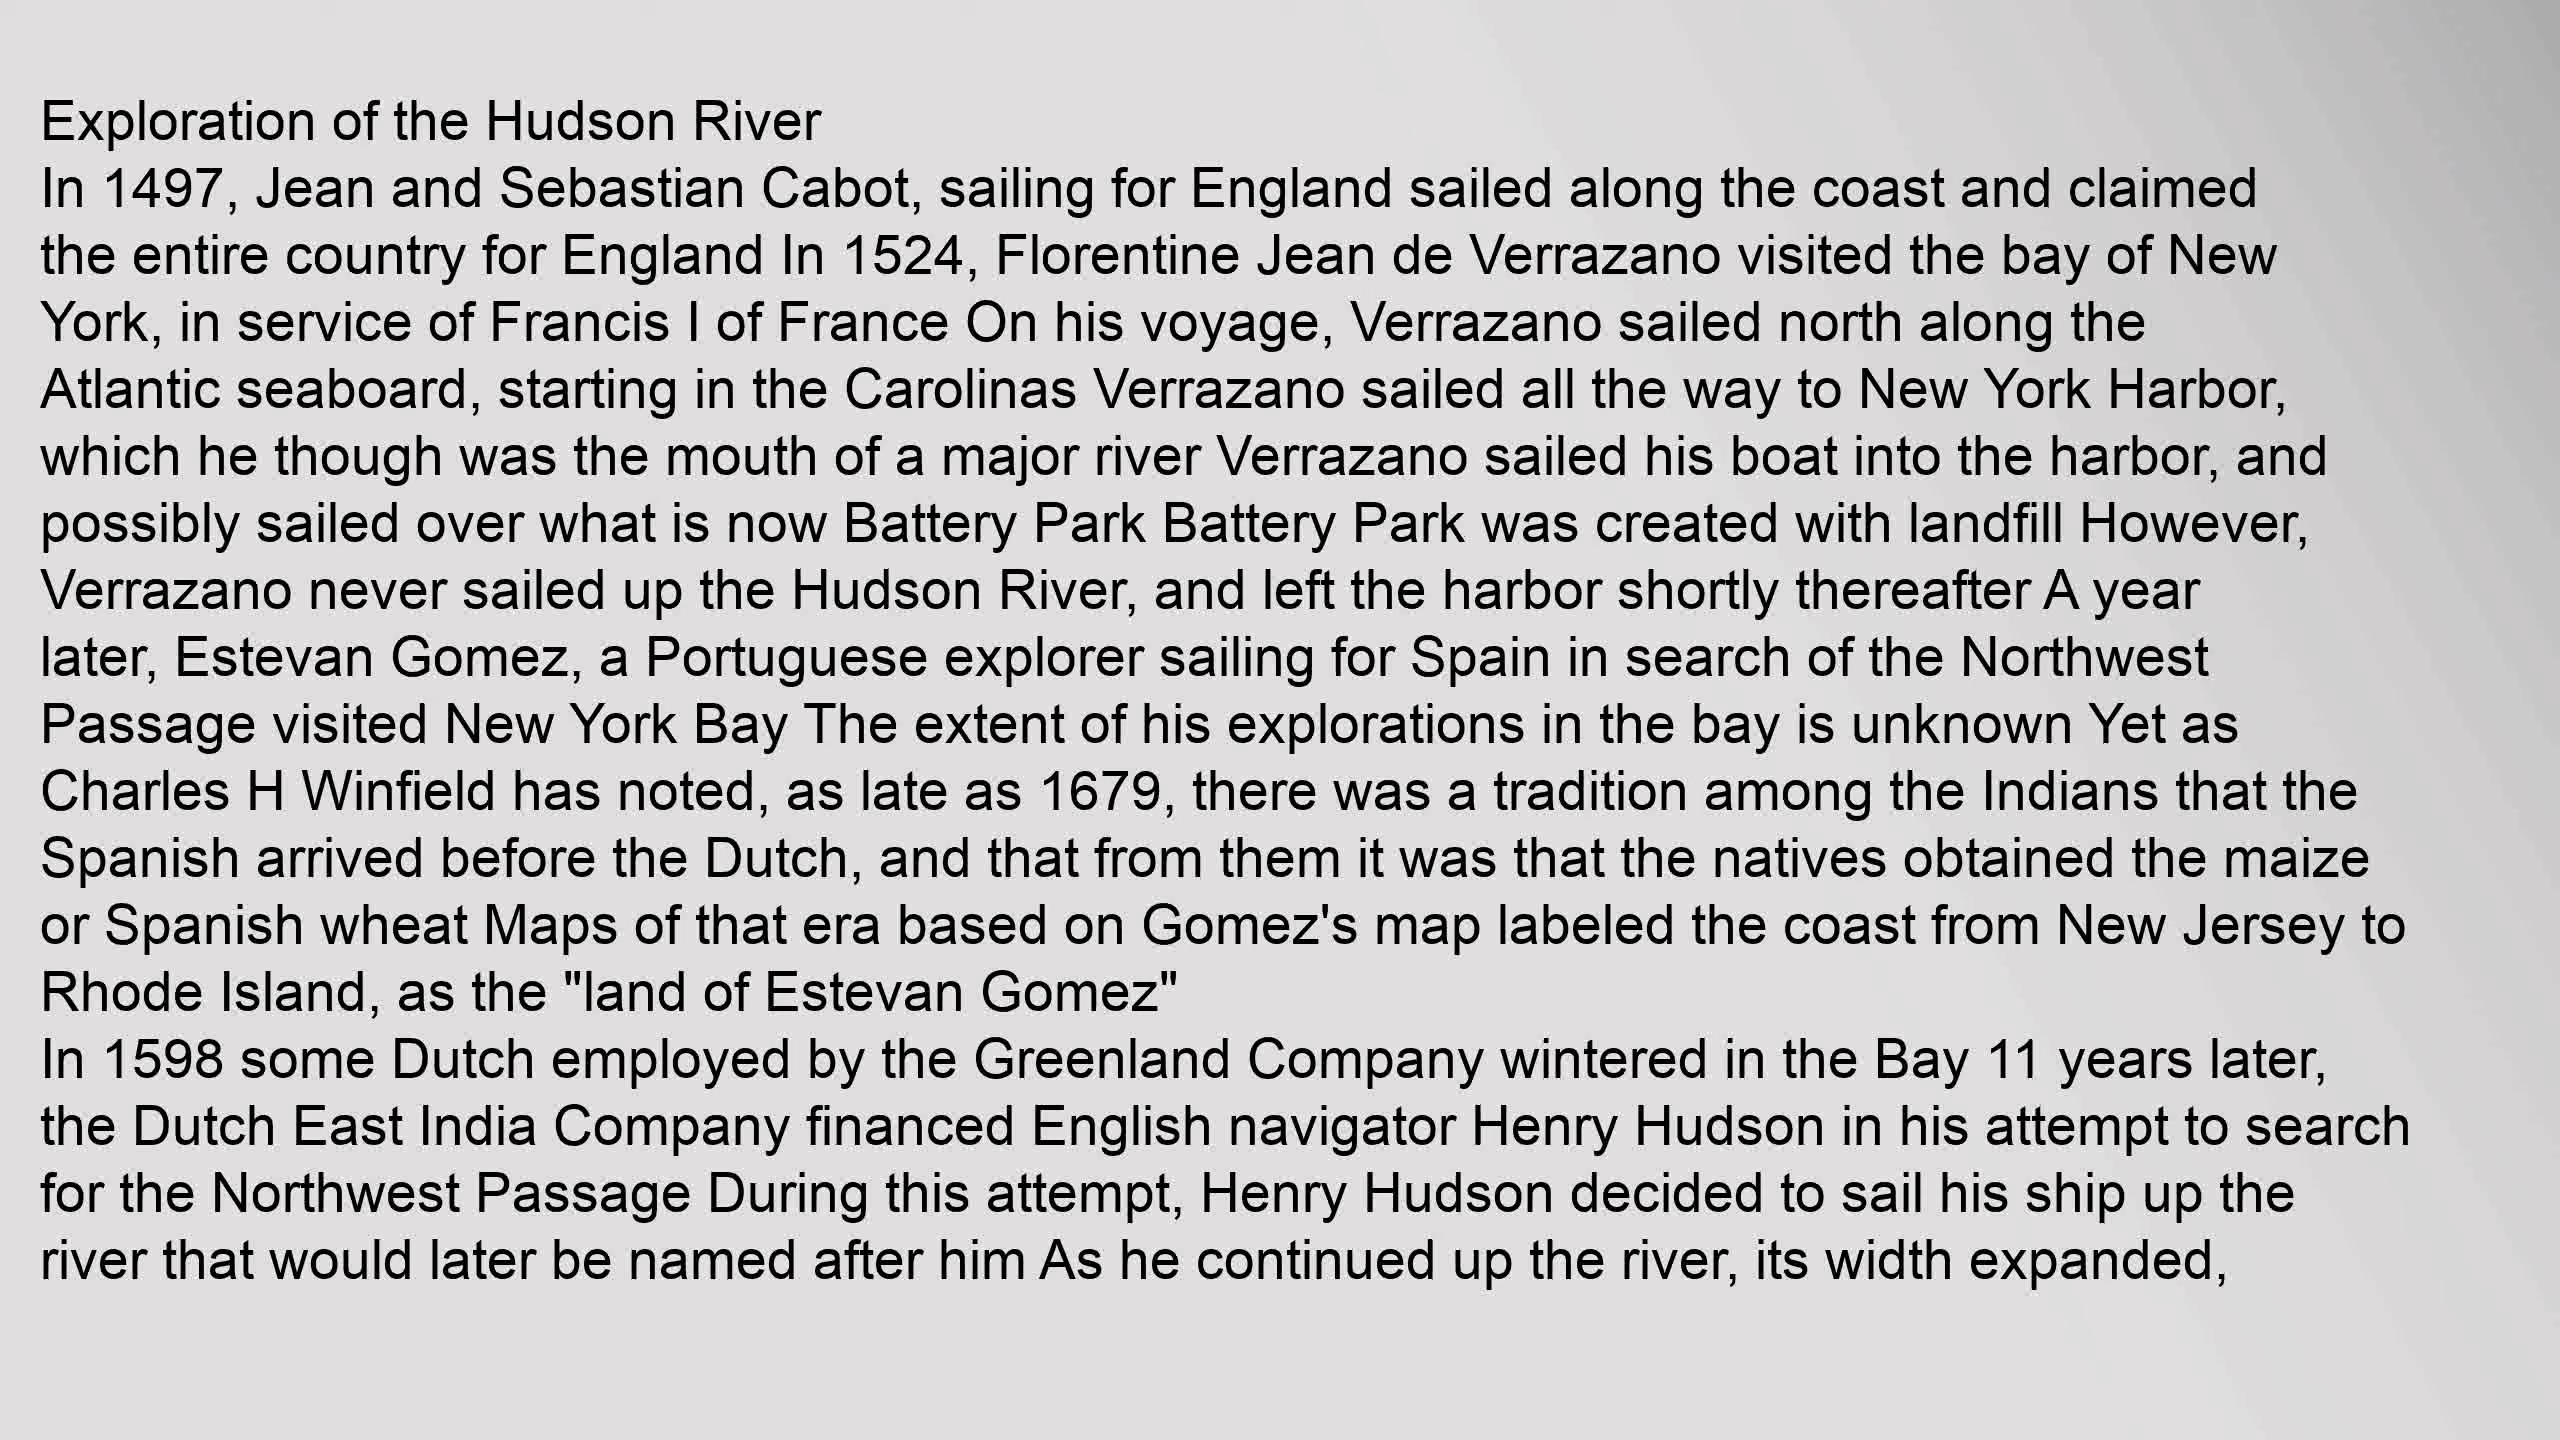 Exploration of the Hudson River
In 1497, Jean and Sebastian Cabot, sailing for England sailed along the coast and claimed
the entire country for England In 1524, Florentine Jean de Verrazano visited the bay of New
York, in service of Francis I of France On his voyage, Verrazano sailed north along the
Atlantic seaboard, starting in the Carolinas Verrazano sailed all the way to New York Harbor,
which he though was the mouth of a major river Verrazano sailed his boat into the harbor, and
possibly sailed over what is now Battery Park Battery Park was created with landfill However,
Verrazano never sailed up the Hudson River, and left the harbor shortly thereafter A year
later, Estevan Gomez, a Portuguese explorer sailing for Spain in search of the Northwest
Passage visited New York Bay The extent of his explorations in the bay is unknown Yet as
Charles H Winfield has noted, as late as 1679, there was a tradition among the Indians that the
Spanish arrived before the Dutch, and that from them it was that the natives obtained the maize
or Spanish wheat Maps of that era based on Gomez's map labeled the coast from New Jersey to
Rhode Island, as the "land of Estevan Gomez"
In 1598 some Dutch employed by the Greenland Company wintered in the Bay 11 years later,
the Dutch East India Company financed English navigator Henry Hudson in his attempt to search
for the Northwest Passage During this attempt, Henry Hudson decided to sail his ship up the
river that would later be named after him As he continued up the river, its width expanded,